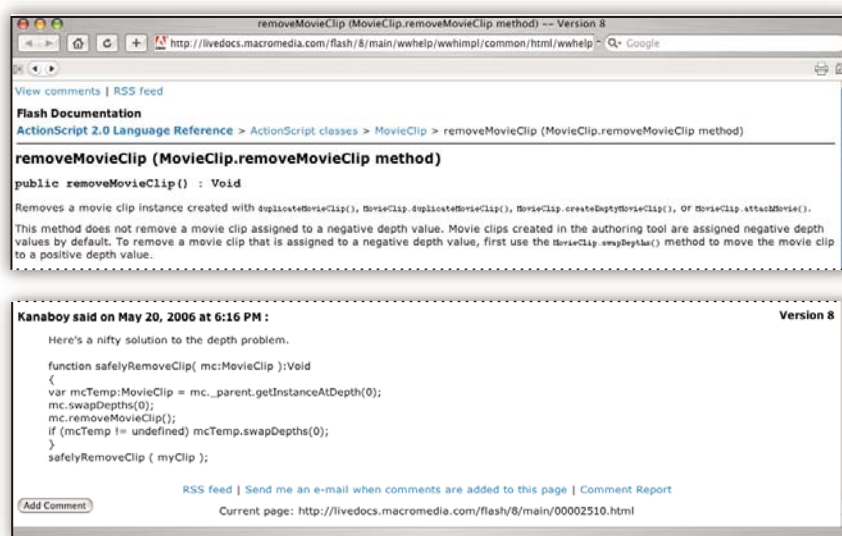 removeMovieClip (MovieClip.removeMovieClip method) -- Version 8
http://livedocs.macromedia.com/flash/8/main/wwhelp/wwhimpl/common/html/wwhelp
Google
View comments | RSS feed
Flash Documentation
ActionScript 2.0 Language Reference > ActionScript classes > MovieClip > removeMovieClip (MovieClip.removeMovieClip method)
removeMovieClip (MovieClip.removeMovieClip method)
public removeMovieClip() : Void
Removes a movie clip instance created with duplicateMovieClip(), MovieClip.duplicateMovieClip(), MovieClip.createEmptyMovieClip(), or MovieClip.attachMovie().
This method does not remove a movie clip assigned to a negative depth value. Movie clips created in the authoring tool are assigned negative depth
values by default. To remove a movie clip that is assigned to a negative depth value, first use the MovieClip.swapDepths() method to move the movie clip
to a positive depth value.
Kanaboy said on May 20, 2006 at 6:16 PM :
Version 8
Here's a nifty solution to the depth problem.
function safelyRemoveClip( mc:MovieClip ):Void
{
var mcTemp:MovieClip = mc._parent.getInstanceAtDepth(0);
mc.swapDepths(0);
mc.removeMovieClip();
if (mcTemp != undefined) mcTemp.swapDepths(0);
}
safelyRemoveClip ( myClip );
RSS feed | Send me an e-mail when comments are added to this page | Comment Report
Add Comment
Current page: http://livedocs.macromedia.com/flash/8/main/00002510.html